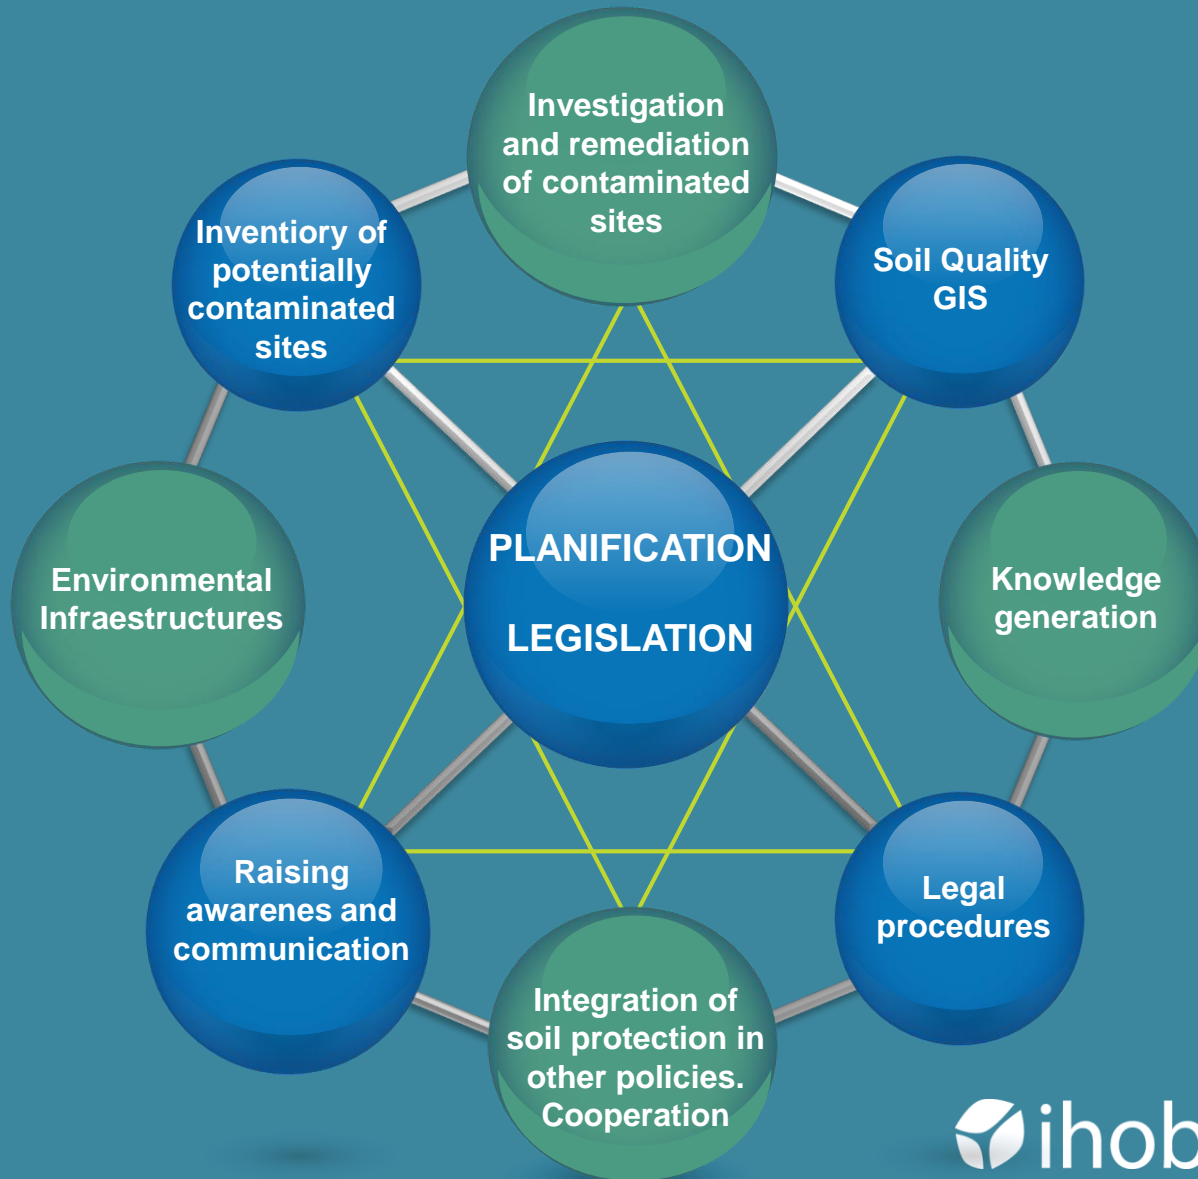 Investigation
and remediation
of contaminated
sites
Inventiory of
potentially
contaminated
sites
Soil Quality
GIS
PLANIFICATION
LEGISLATION
Environmental
Infraestructures
Knowledge
generation
Raising
awarenes and
communication
Legal
procedures
Integration of
soil protection in
other policies.
Cooperation
ihob